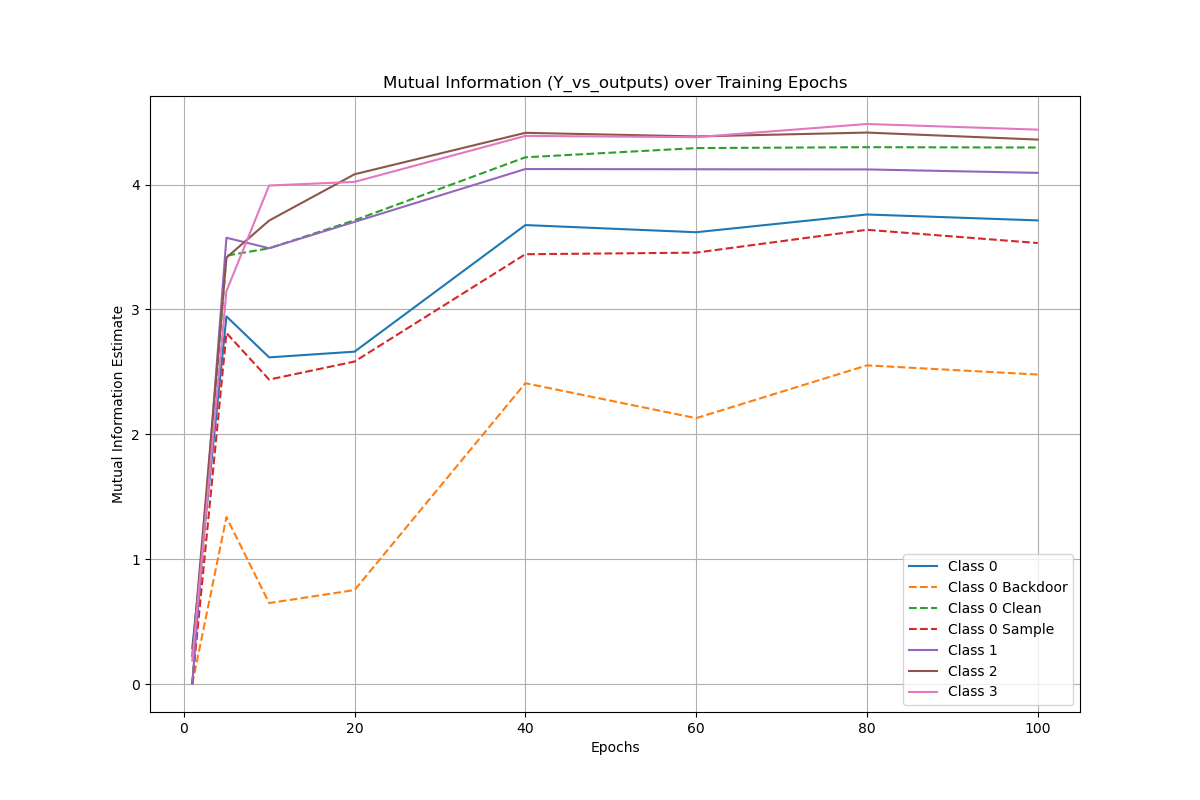 Mutual Information (Y_vs_outputs) over Training Epochs
Mutual Information Estimate
4
3
2
1
0
0 20 40 60 80 100
Epochs
Class 0
Class 0 Backdoor
Class 0 Clean
Class 0 Sample
Class 1
Class 2
Class 3